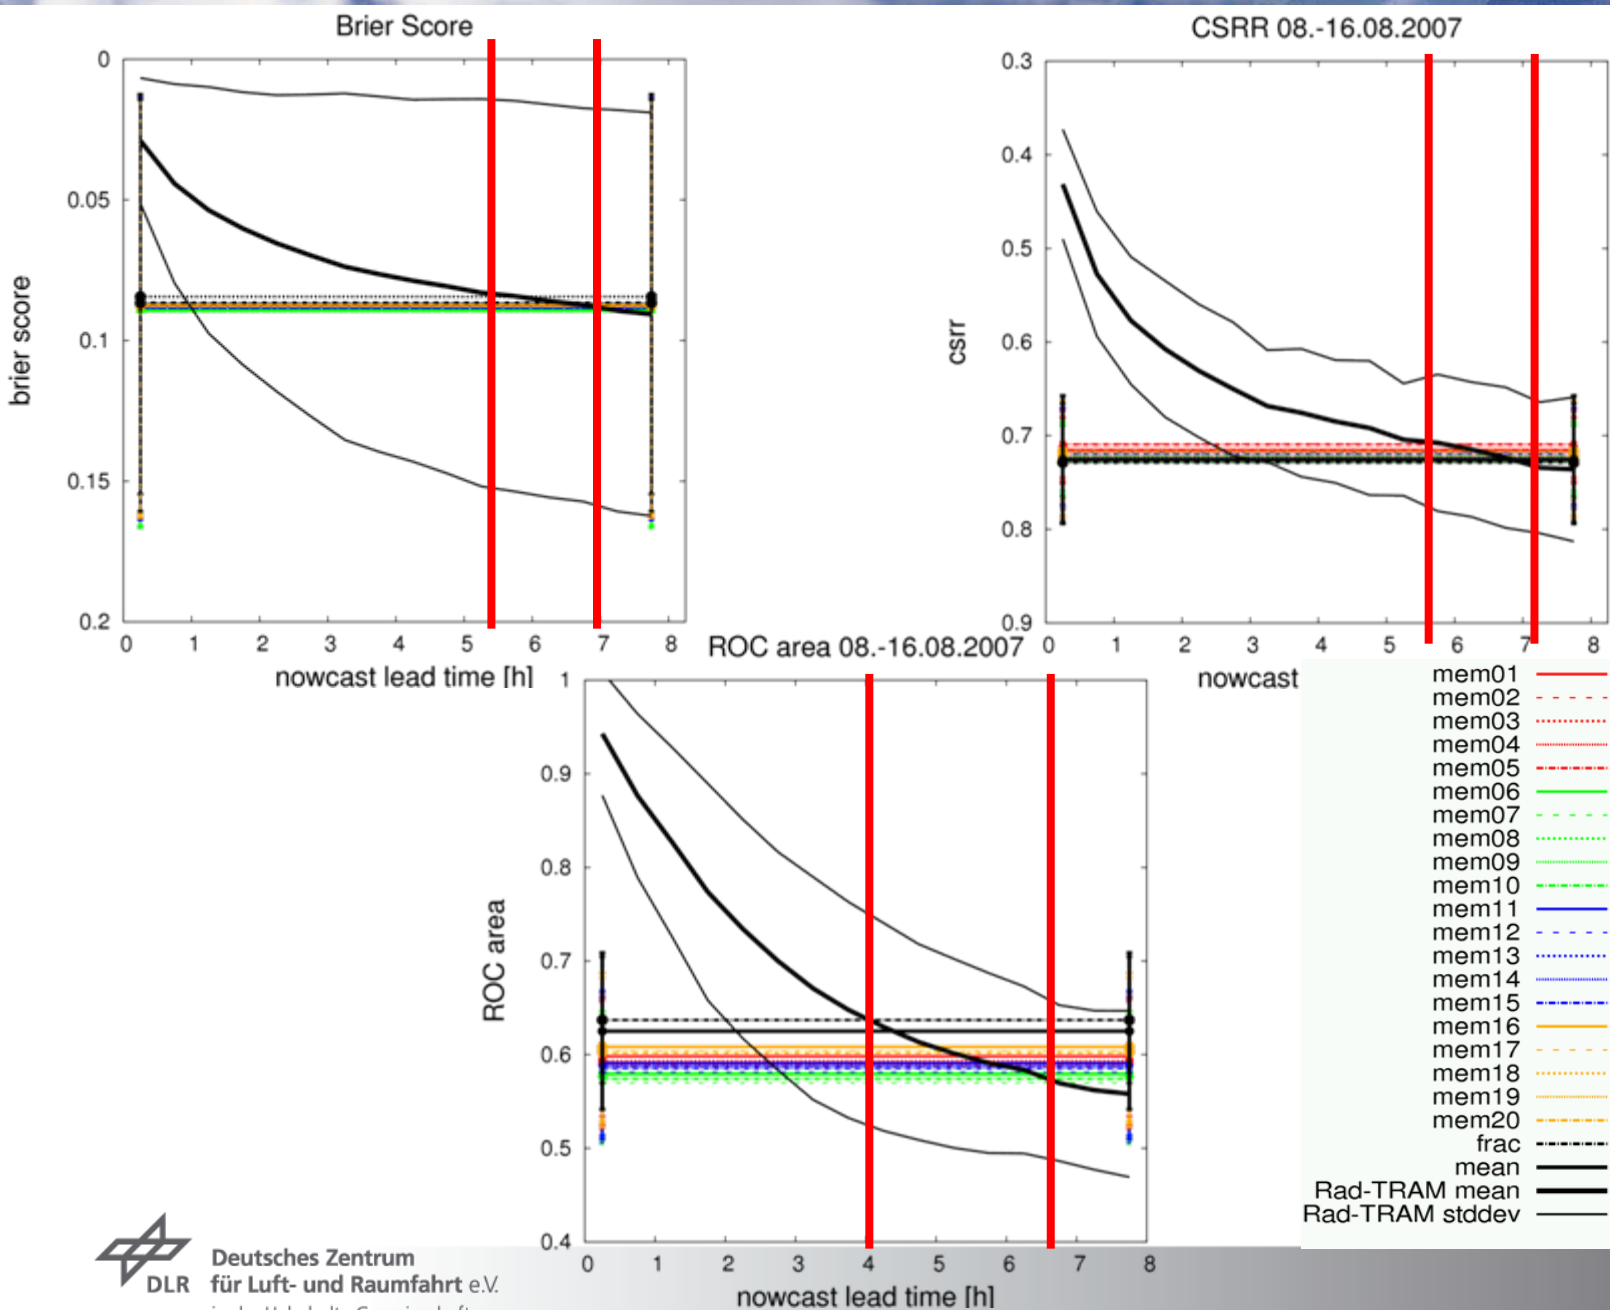 Brier Score
0
0.05
0.1
0.15
0.2
brier score
0 1 2 3 4 5 6 7 8
nowcast lead time [h]
CSRR 08.-16.08.2007
0.3
0.4
0.5
0.6
0.7
0.8
0.9
csrr
0 1 2 3 4 5 6 7 8
nowcast
ROC area 08.-16.08.2007
1
0.9
0.8
0.7
0.6
0.5
0.4
ROC area
0 1 2 3 4 5 6 7 8
nowcast lead time [h]
mem01
mem02
mem03
mem04
mem05
mem06
mem07
mem08
mem09
mem10
mem11
mem12
mem13
mem14
mem15
mem16
mem17
mem18
mem19
mem20
frac
mean
Rad-TRAM mean
Rad-TRAM stddev
Deutsches Zentrum
DLR für Luft- und Raumfahrt e.V.